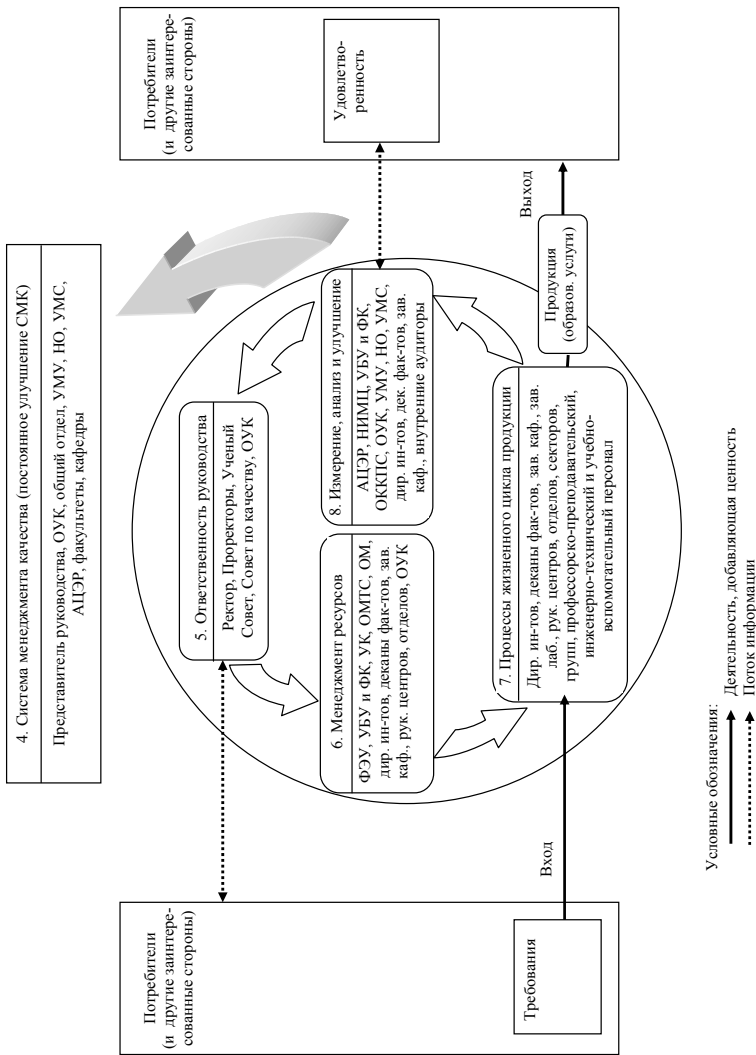 4. Система менеджмента качества (постоянное улучшение СМК)
Представитель руководства, ОУК, общий отдел, УМУ, НО, УМС,
АЦЭР, факультеты, кафедры
Потребители
(и другие заинтере-
сованные стороны)
Требования
Потребители
(и другие заинтере-
сованные стороны)
Удовлетво-
ренность
5. Ответственность руководства
Ректор, Проректоры, Ученый
Совет, Совет по качеству, ОУК
6. Менеджмент ресурсов
ФЭУ, УБУ и ФК, УК, ОМТС, ОМ,
дир. ин-тов, деканы фак-тов, зав.
каф., рук. центров, отделов, ОУК
8. Измерение, анализ и улучшение
АЦЭР, НИМЦ, УБУ и ФК,
ОККПС, ОУК, УМУ, НО, УМС,
дир. ин-тов, дек. фак-тов, зав.
каф., внутренние аудиторы
7. Процессы жизненного цикла продукции
Дир. ин-тов, деканы фак-тов, зав. каф., зав.
лаб., рук. центров, отделов, секторов,
групп, профессорско-преподавательский,
инженерно-технический и учебно-
вспомогательный персонал
Вход
Продукция
(образов. услуги)
Выход
Условные обозначения:
Деятельность, добавляющая ценность
Поток информации